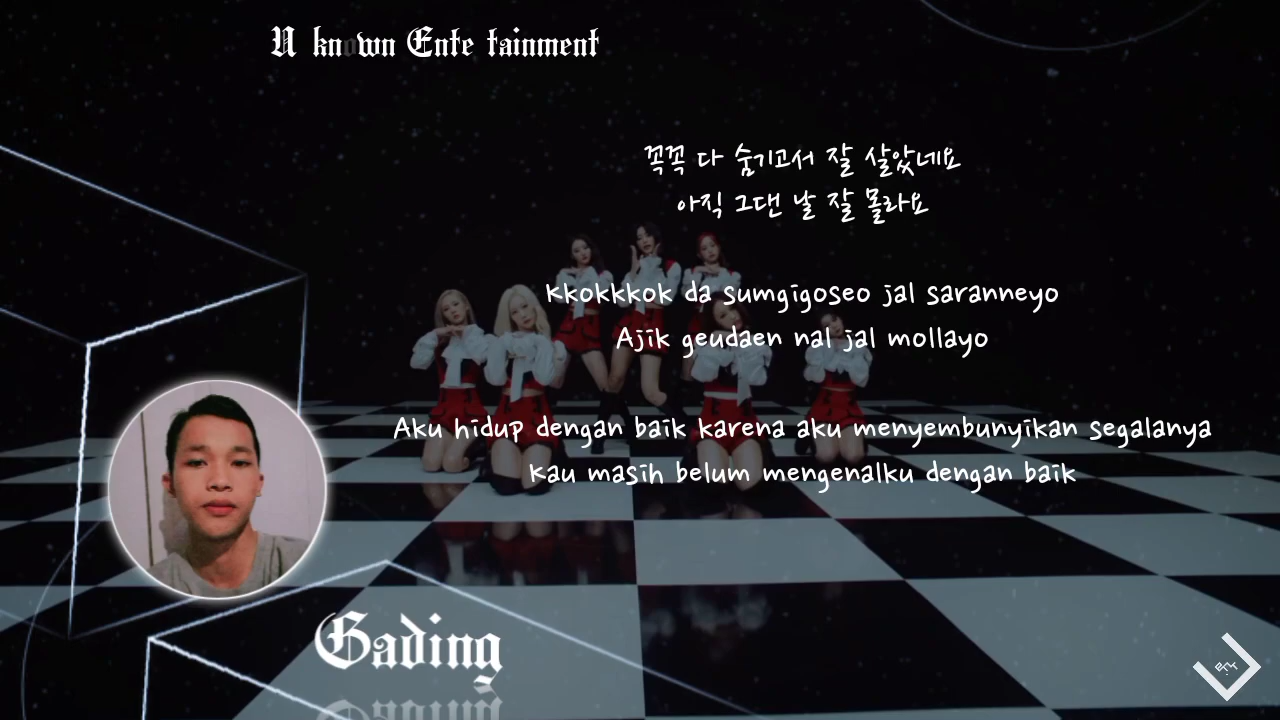 U known Ente tainment
꼭꼭 다 숨기고서 잘 살았네요
아직 그댄 날 잘 몰라요
Kkokkkok da sumgigoseo jal saranneyo
Ajik geudaen nal jal mollayo
Aku hidup dengan baik karena aku menyembunyikan segalanya
Kau masih belum mengenalku dengan baik
Gading